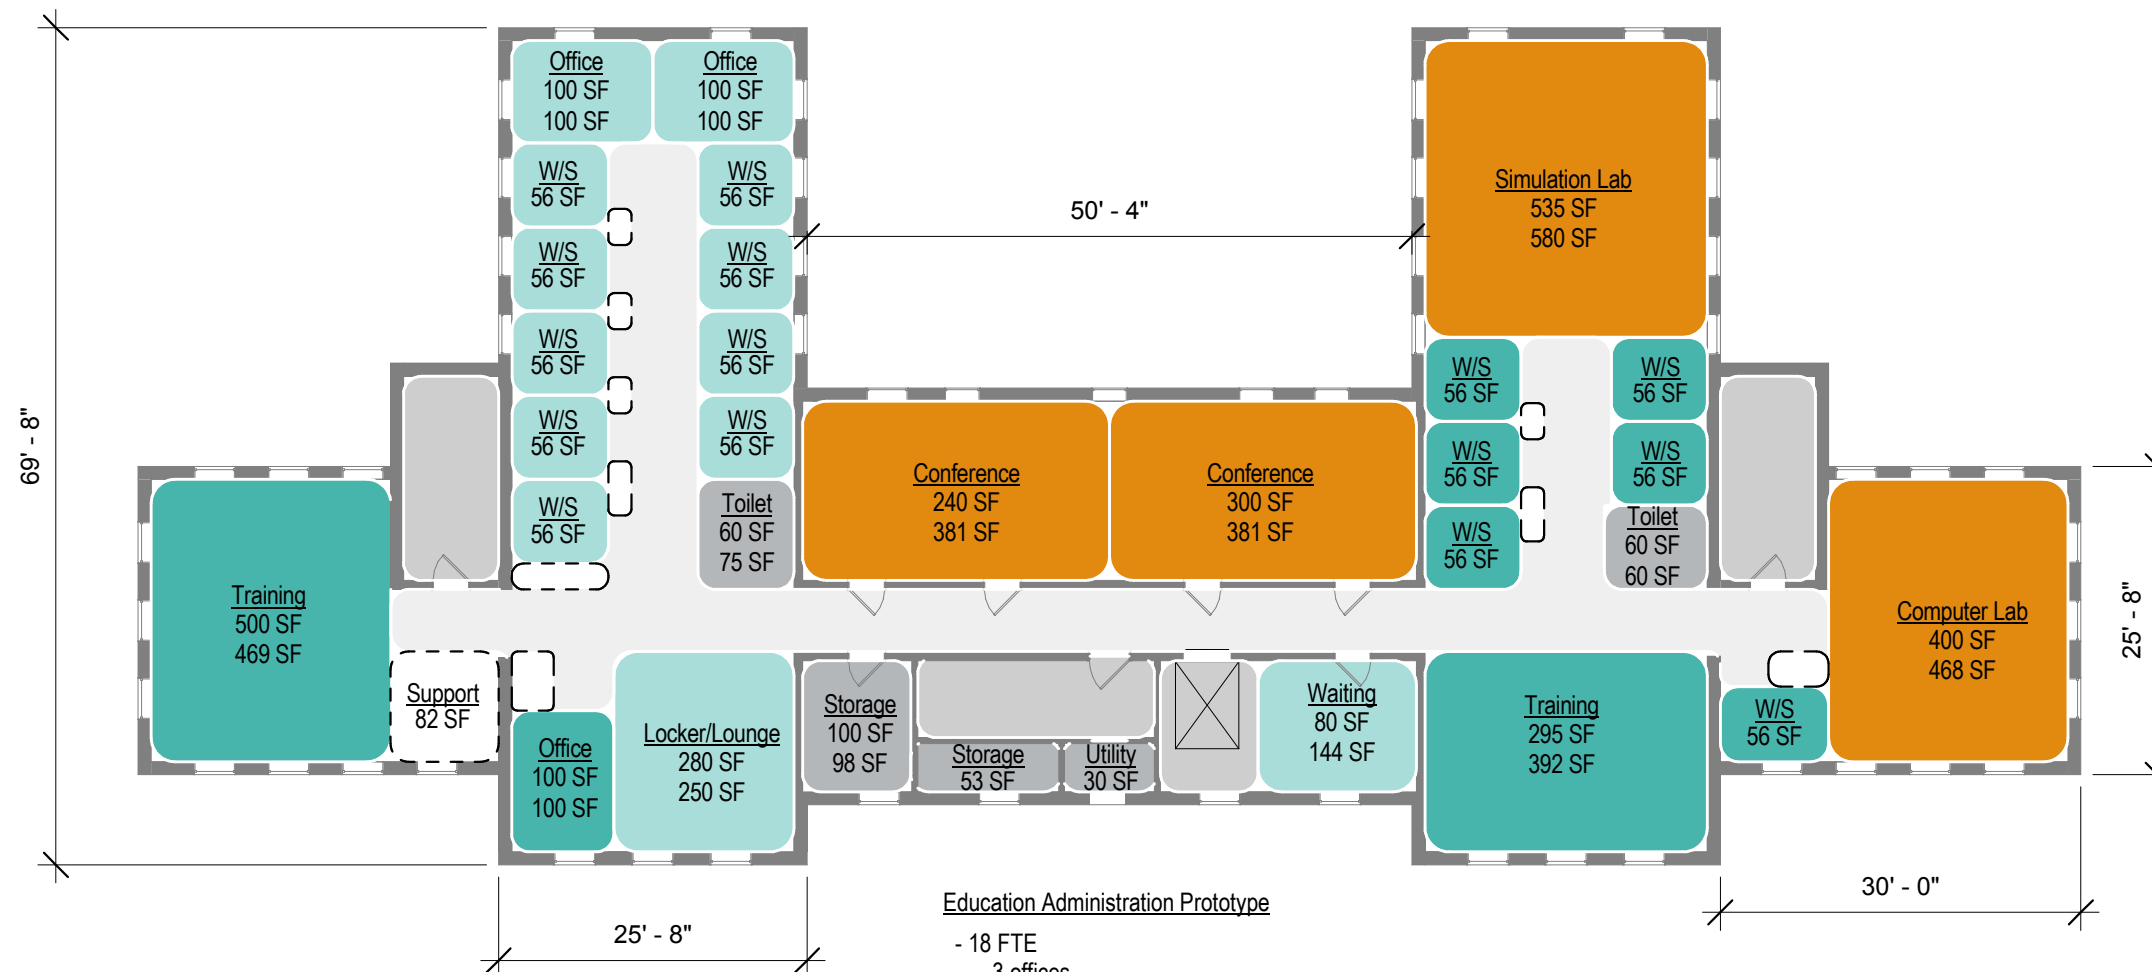 Office
100 SF
100 SF
Office
100 SF
100 SF
W/S
56 SF
W/S
56 SF
W/S
56 SF
W/S
56 SF
W/S
56 SF
W/S
56 SF
W/S
56 SF
W/S
56 SF
W/S
56 SF
Toilet
60 SF
75 SF
50' - 4"
Simulation Lab
535 SF
580 SF
W/S
56 SF
W/S
56 SF
W/S
56 SF
W/S
56 SF
W/S
56 SF
Toilet
60 SF
60 SF
69' - 8"
Conference
240 SF
381 SF
Conference
300 SF
381 SF
Training
500 SF
469 SF
Support
82 SF
Office
100 SF
100 SF
Locker/Lounge
280 SF
250 SF
Storage
100 SF
98 SF
Storage
53 SF
Utility
30 SF
Waiting
80 SF
144 SF
Training
295 SF
392 SF
W/S
56 SF
Computer Lab
400 SF
468 SF
25' - 8"
30' - 0"
25' - 8"
Education Administration Prototype
- 18 FTE
3 offices